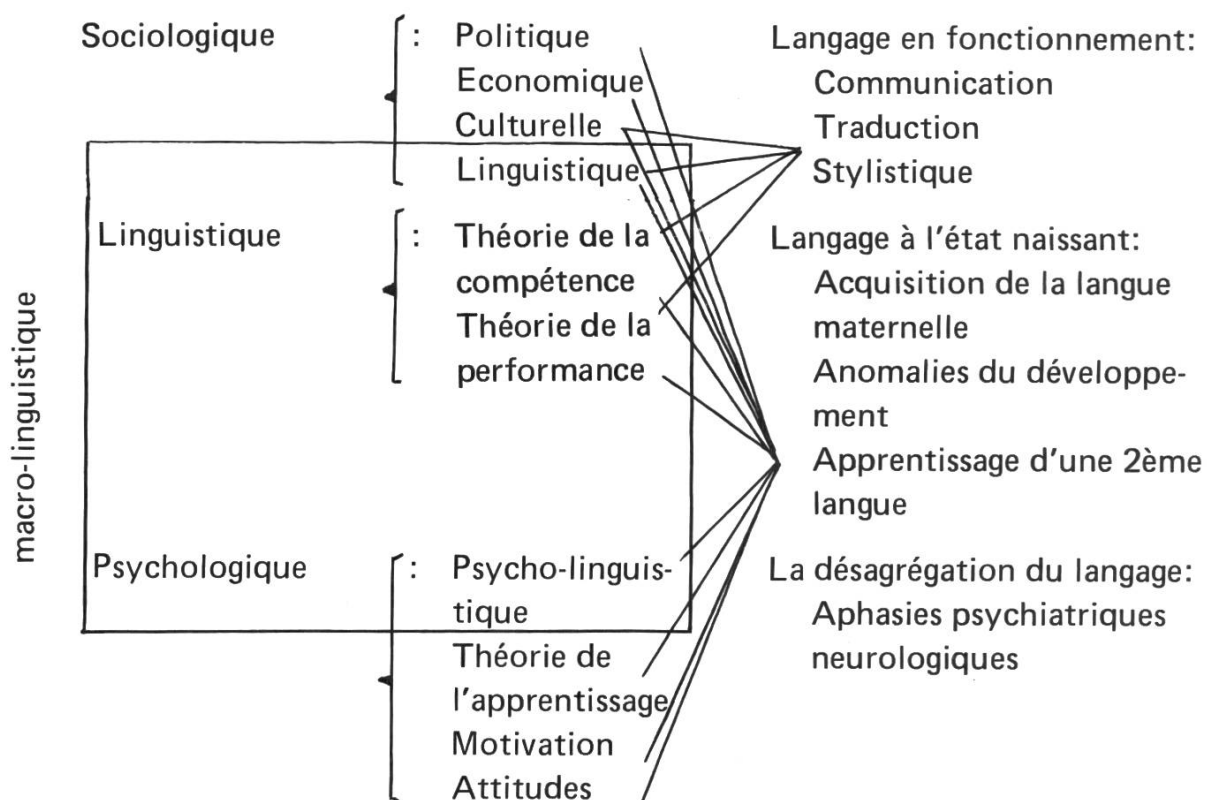 macro-linguistique
Sociologique
: Politique
Economique
Culturelle
Linguistique
Linguistique
: Théorie de la
compétence
Théorie de la
performance
Psychologique
: Psycho-linguis-
tique
Théorie de
l'apprentissage
Motivation
Attitudes
Langage en fonctionnement:
Communication
Traduction
Stylistique
Langage à l'état naissant:
Acquisition de la langue
maternelle
Anomalies du développe-
ment
Apprentissage d'une 2ème
langue
La désagrégation du langage:
Aphasies psychiatriques
neurologiques